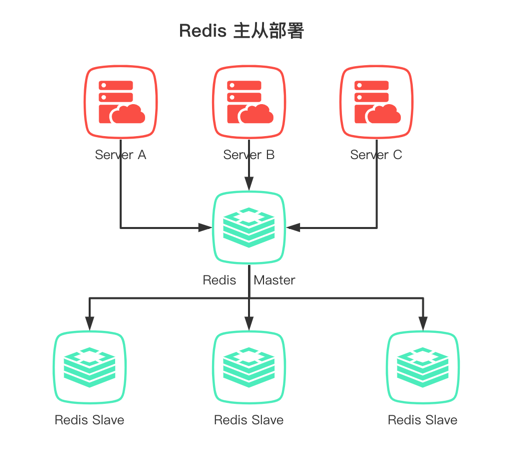 Redis 主从部署
Server A
Server B
Server C
Redis Master
Redis Slave
Redis Slave
Redis Slave